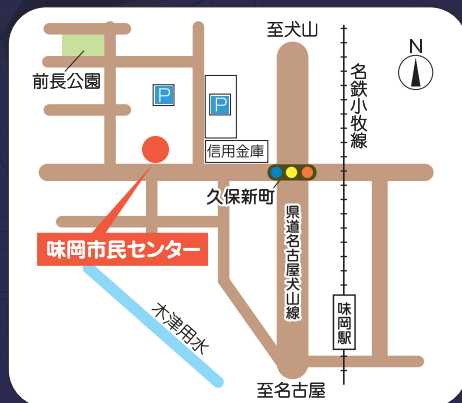 至犬山
N
前長公園
P
P
名鉄小牧線
信用金庫
久保新町
味岡市民センター
県道名古屋犬山線
木津用水
味岡駅
至名古屋